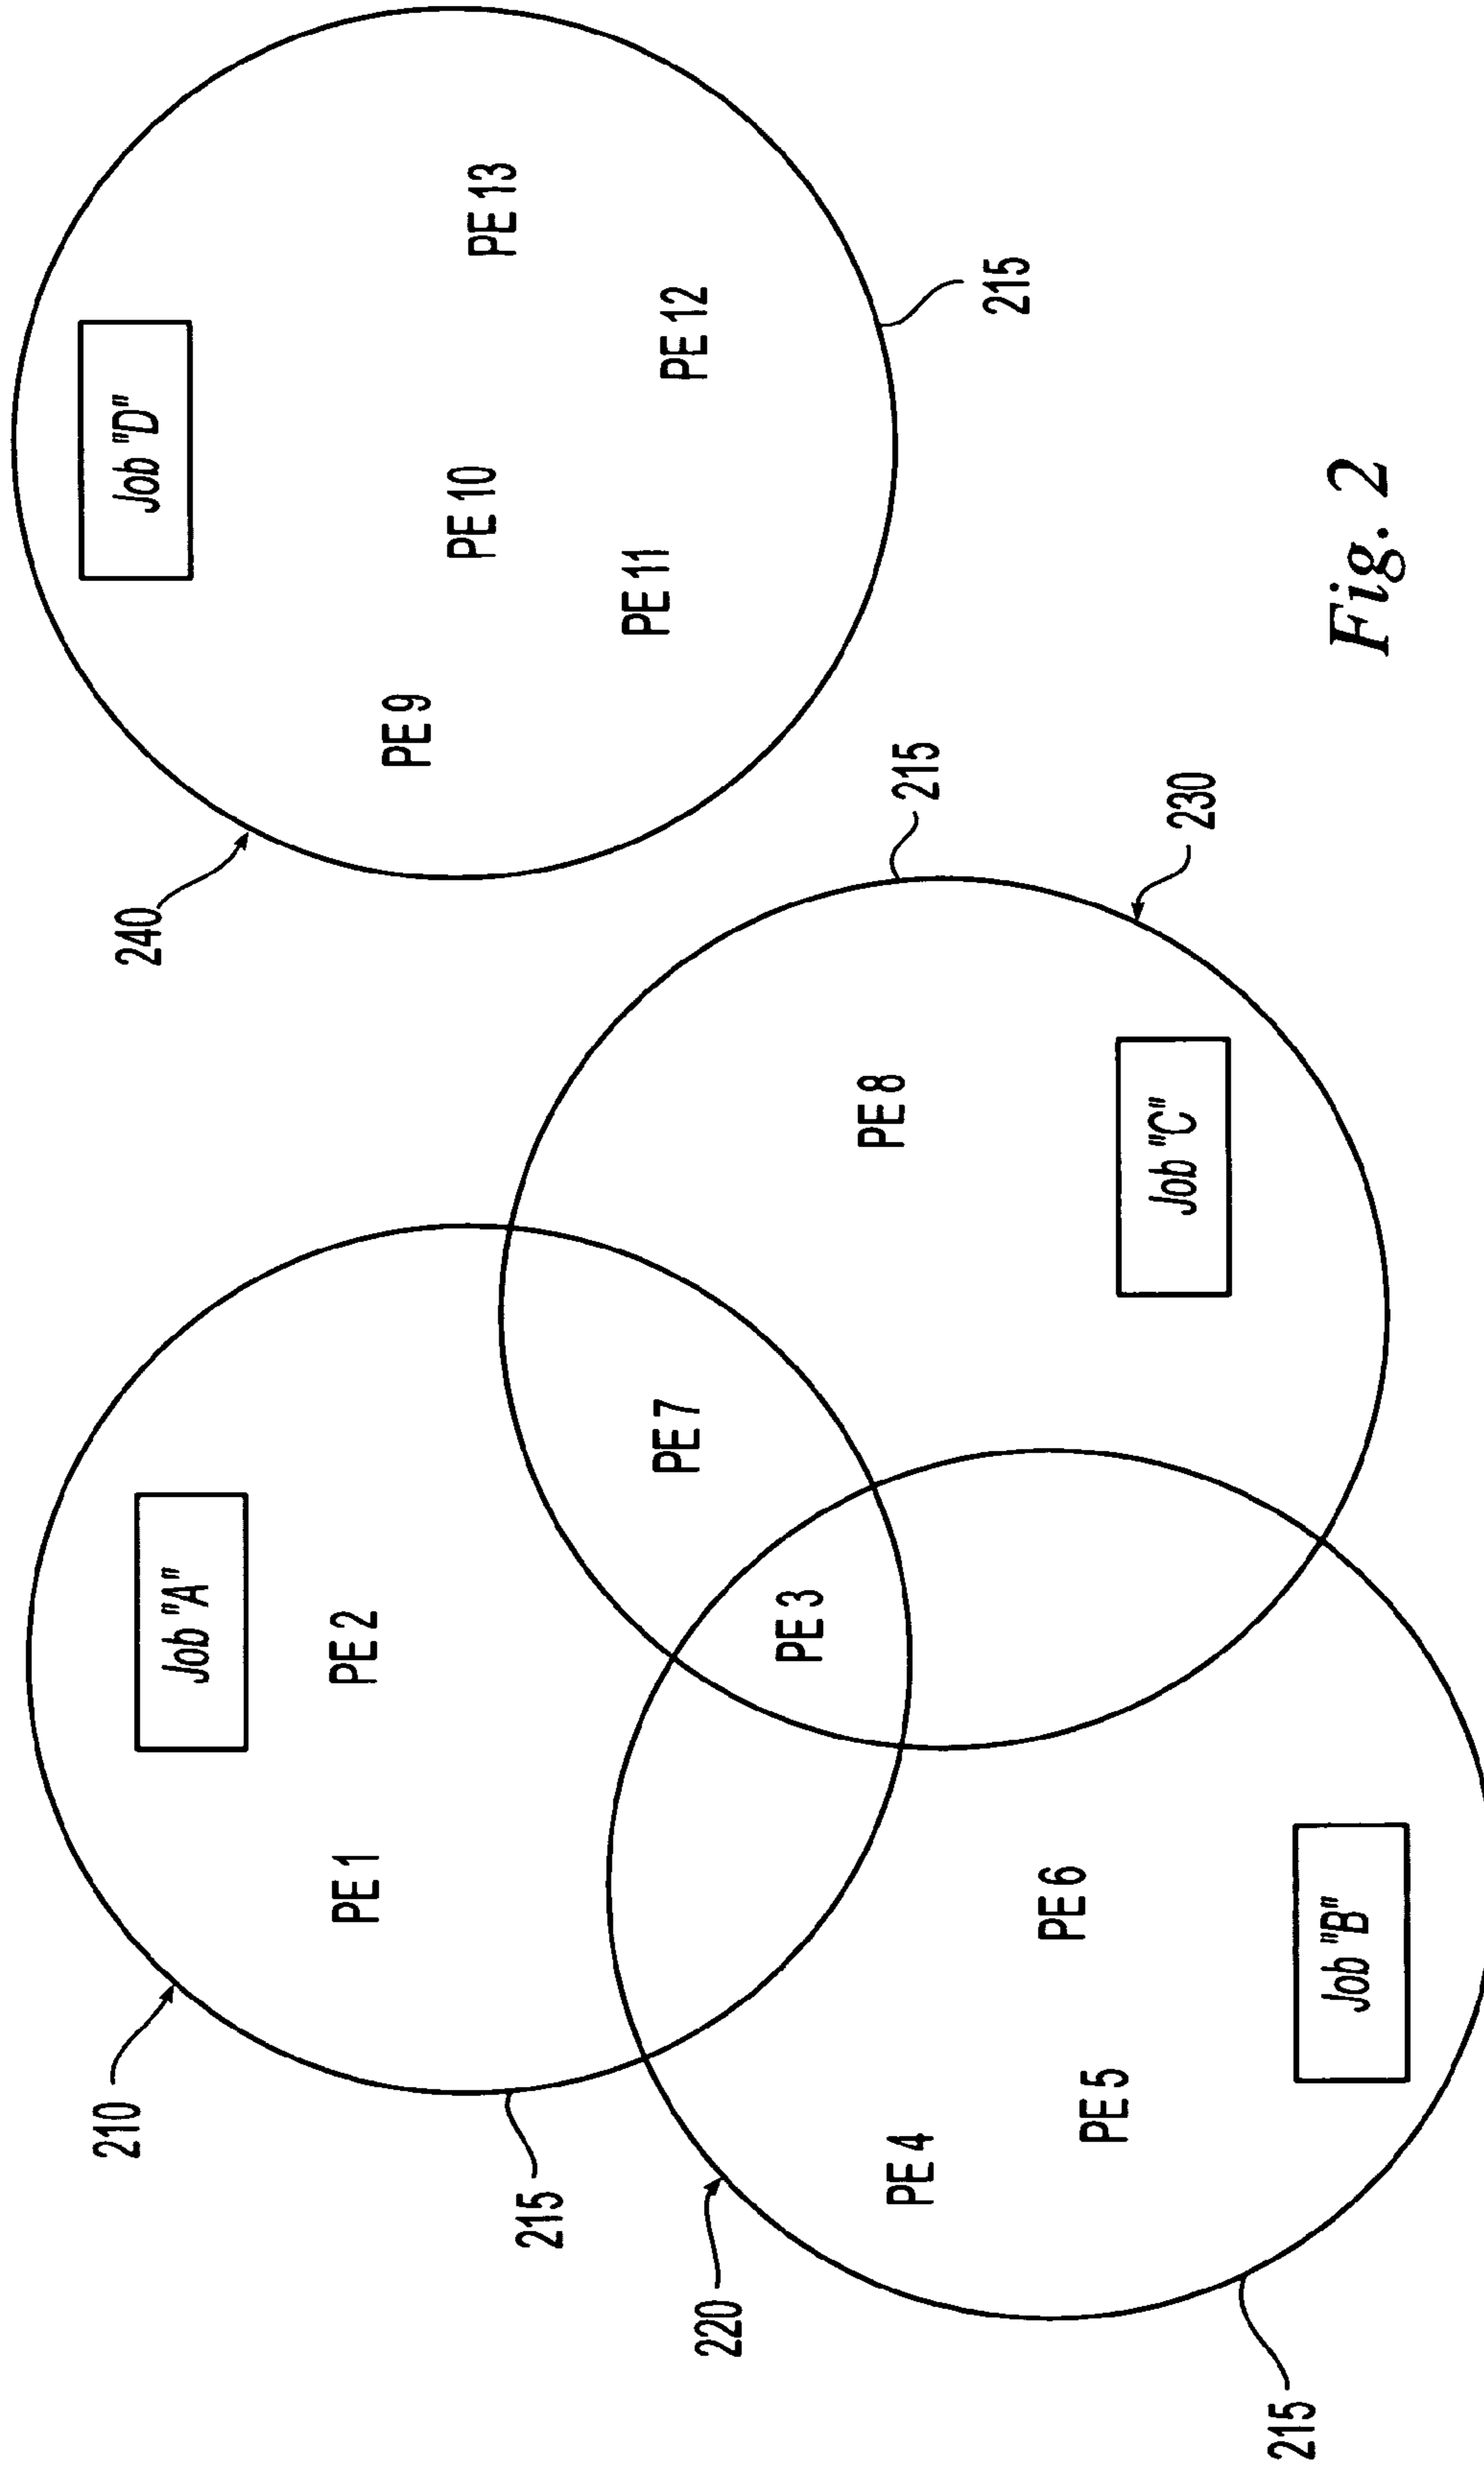 210
Job "A"
PE 1
PE 2
215
PE 7
PE 3
220
PE 4
PE 5
PE 6
Job "B"
215
PE 8
Job "C"
215
230
240
Job "D"
PE 9
PE 10
PE 13
PE 11
PE 12
215
Fig. 2